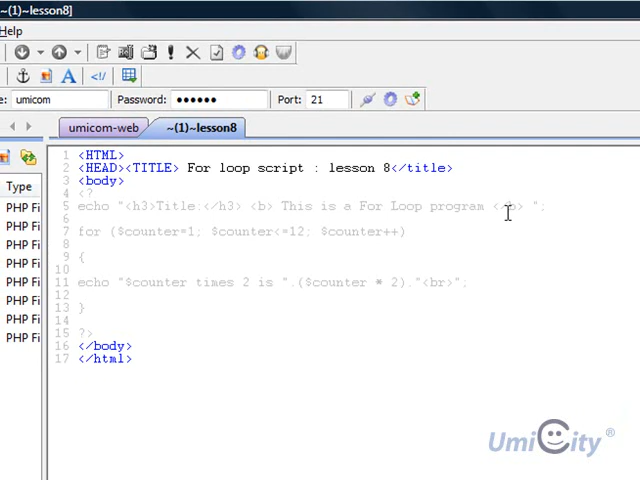 ~(1)~lesson8]
Help
<!/
e: umicom Password: •••••• Port: 21
umicom-web ~(1)~lesson8
Type
PHP Fi
PHP Fi
PHP Fi
PHP Fi
PHP Fi
PHP Fi
PHP Fi
PHP Fi
1 <HTML>
2 <HEAD><TITLE> For loop script : lesson 8</title>
3 <body>
4 <?
5 echo "<h3>Title:</h3> <b> This is a For Loop program </b> ";
6
7 for ($counter=1; $counter<=12; $counter++)
8
9 {
10
11 echo "$counter times 2 is ".($counter * 2)."<br>";
12
13 }
14
15 ?>
16 </body>
17 </html>
UmiCity ®